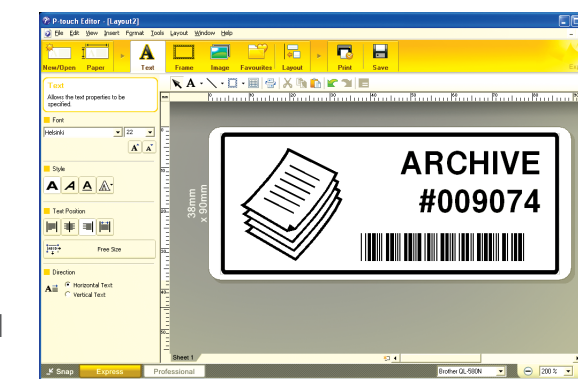 P-touch Editor - [Layout2]
File Edit View Insert Format Tools Layout Window Help
New/Open Paper Text Frame Favourites Image Layout Print Save
Text
Allows the text properties to be
specified.
Font
Helsinki 22
Style
Text Position
Free Size
Direction
Horizontal Text
Vertical Text
38mm
x 90mm
ARCHIVE
#009074
Sheet 1
Snap Express Professional
Brother QL-580N 200 %